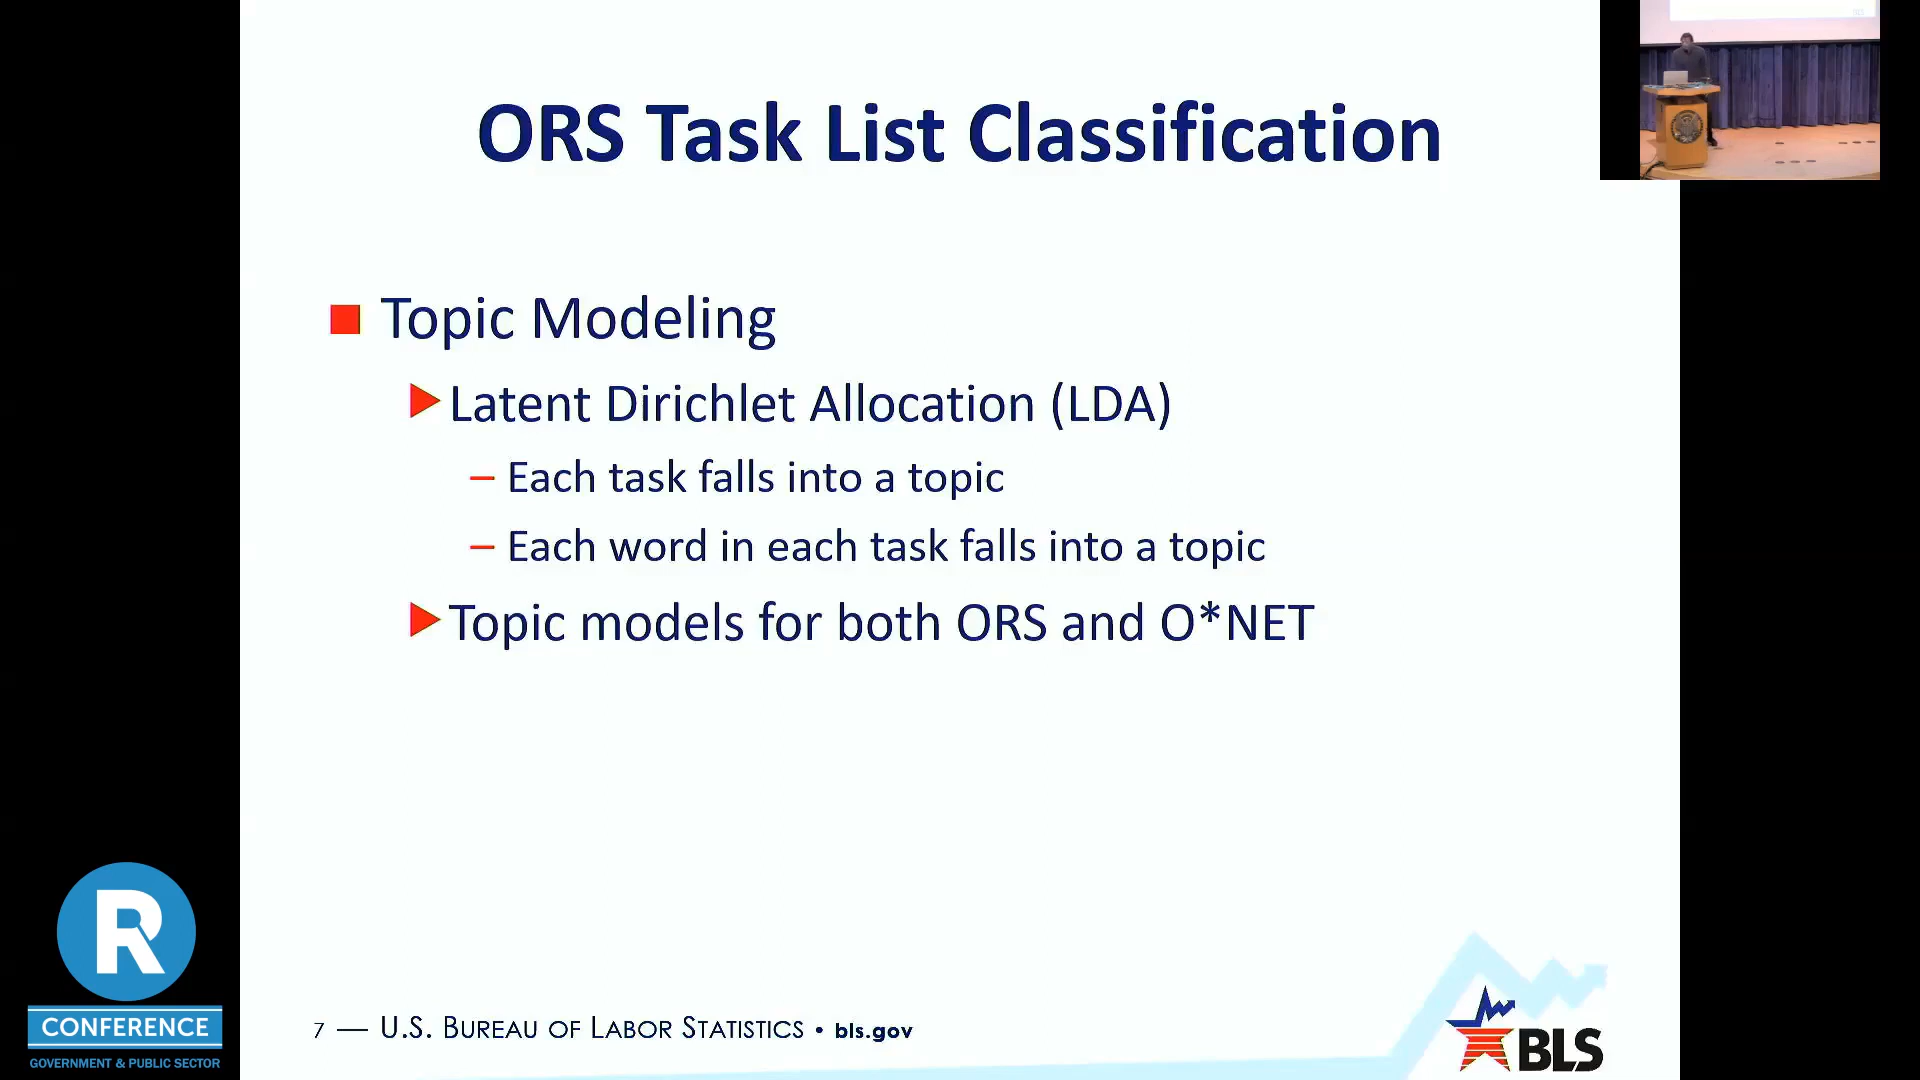 ORS Task List Classification
Topic Modeling
Latent Dirichlet Allocation (LDA)
– Each task falls into a topic
– Each word in each task falls into a topic
Topic models for both ORS and O*NET
7 — U.S. BUREAU OF LABOR STATISTICS • bls.gov
BLS
R
CONFERENCE
GOVERNMENT & PUBLIC SECTOR